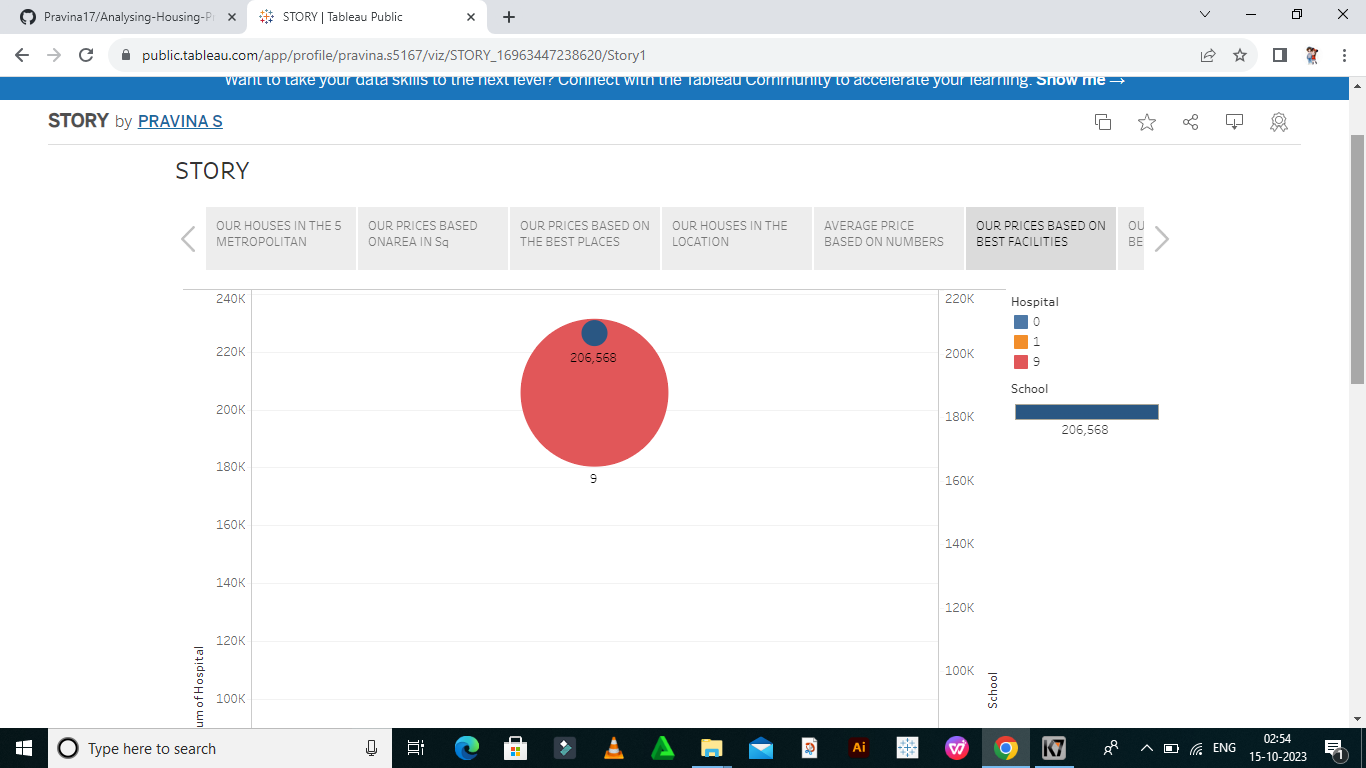 Pravina17/Analysing-Housing-P
STORY | Tableau Public
public.tableau.com/app/profile/pravina.s5167/viz/STORY_16963447238620/Story1
Want to take your data skills to the next level? Connect with the Tableau Community to accelerate your learning. Show me →
STORY by PRAVINA S
STORY
OUR HOUSES IN THE 5
METROPOLITAN
OUR PRICES BASED
ONAREA IN Sq
OUR PRICES BASED ON
THE BEST PLACES
OUR HOUSES IN THE
LOCATION
AVERAGE PRICE
BASED ON NUMBERS
OUR PRICES BASED ON
BEST FACILITIES
OU
BE
240K
220K
200K
180K
160K
140K
120K
100K
um of Hospital
206,568
9
220K
200K
180K
160K
140K
120K
100K
School
Hospital
0
1
9
School
206,568
Type here to search
Ai
ENG
02:54
15-10-2023
1